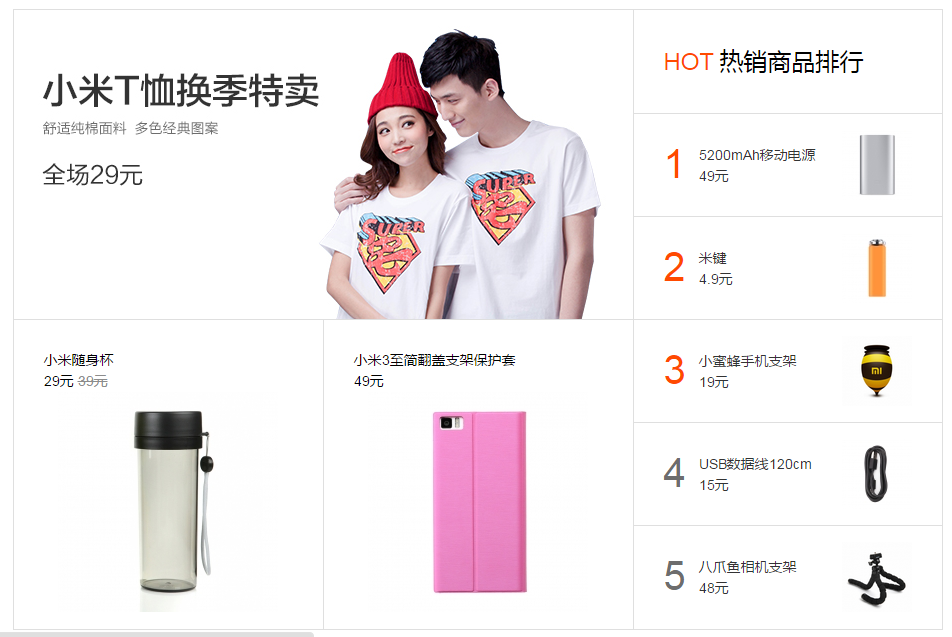 小米T恤换季特卖
舒适纯棉面料 多色经典图案
全场29元
SUPER
SUPER
HOT 热销商品排行
1
5200mAh移动电源
49元
2
米键
4.9元
小米随身杯
29元 39元
小米3至简翻盖支架保护套
49元
3
小蜜蜂手机支架
19元
MI
4
USB数据线120cm
15元
5
八爪鱼相机支架
48元